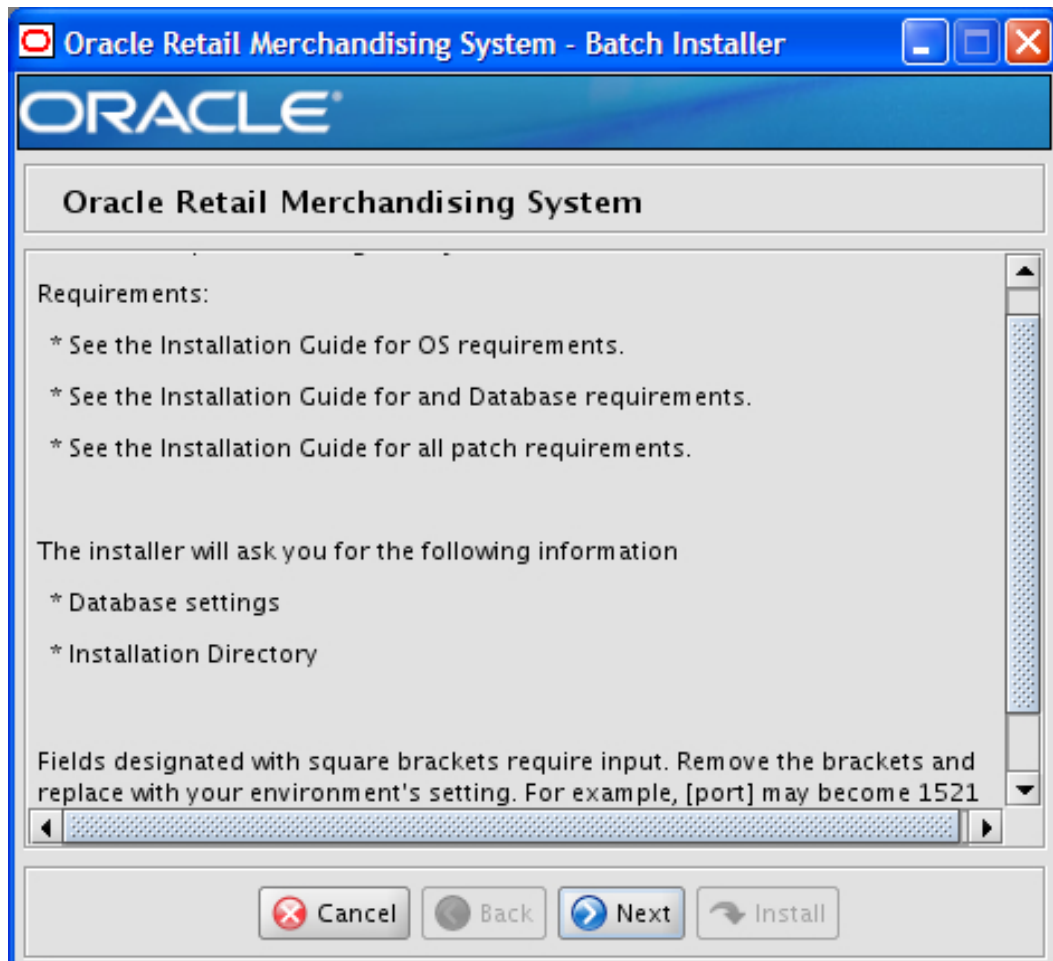 Oracle Retail Merchandising System - Batch Installer
ORACLE
Oracle Retail Merchandising System
Requirements:
* See the Installation Guide for OS requirements.
* See the Installation Guide for and Database requirements.
* See the Installation Guide for all patch requirements.
The installer will ask you for the following information
* Database settings
* Installation Directory
Fields designated with square brackets require input. Remove the brackets and
replace with your environment's setting. For example, [port] may become 1521
Cancel
Back
Next
Install